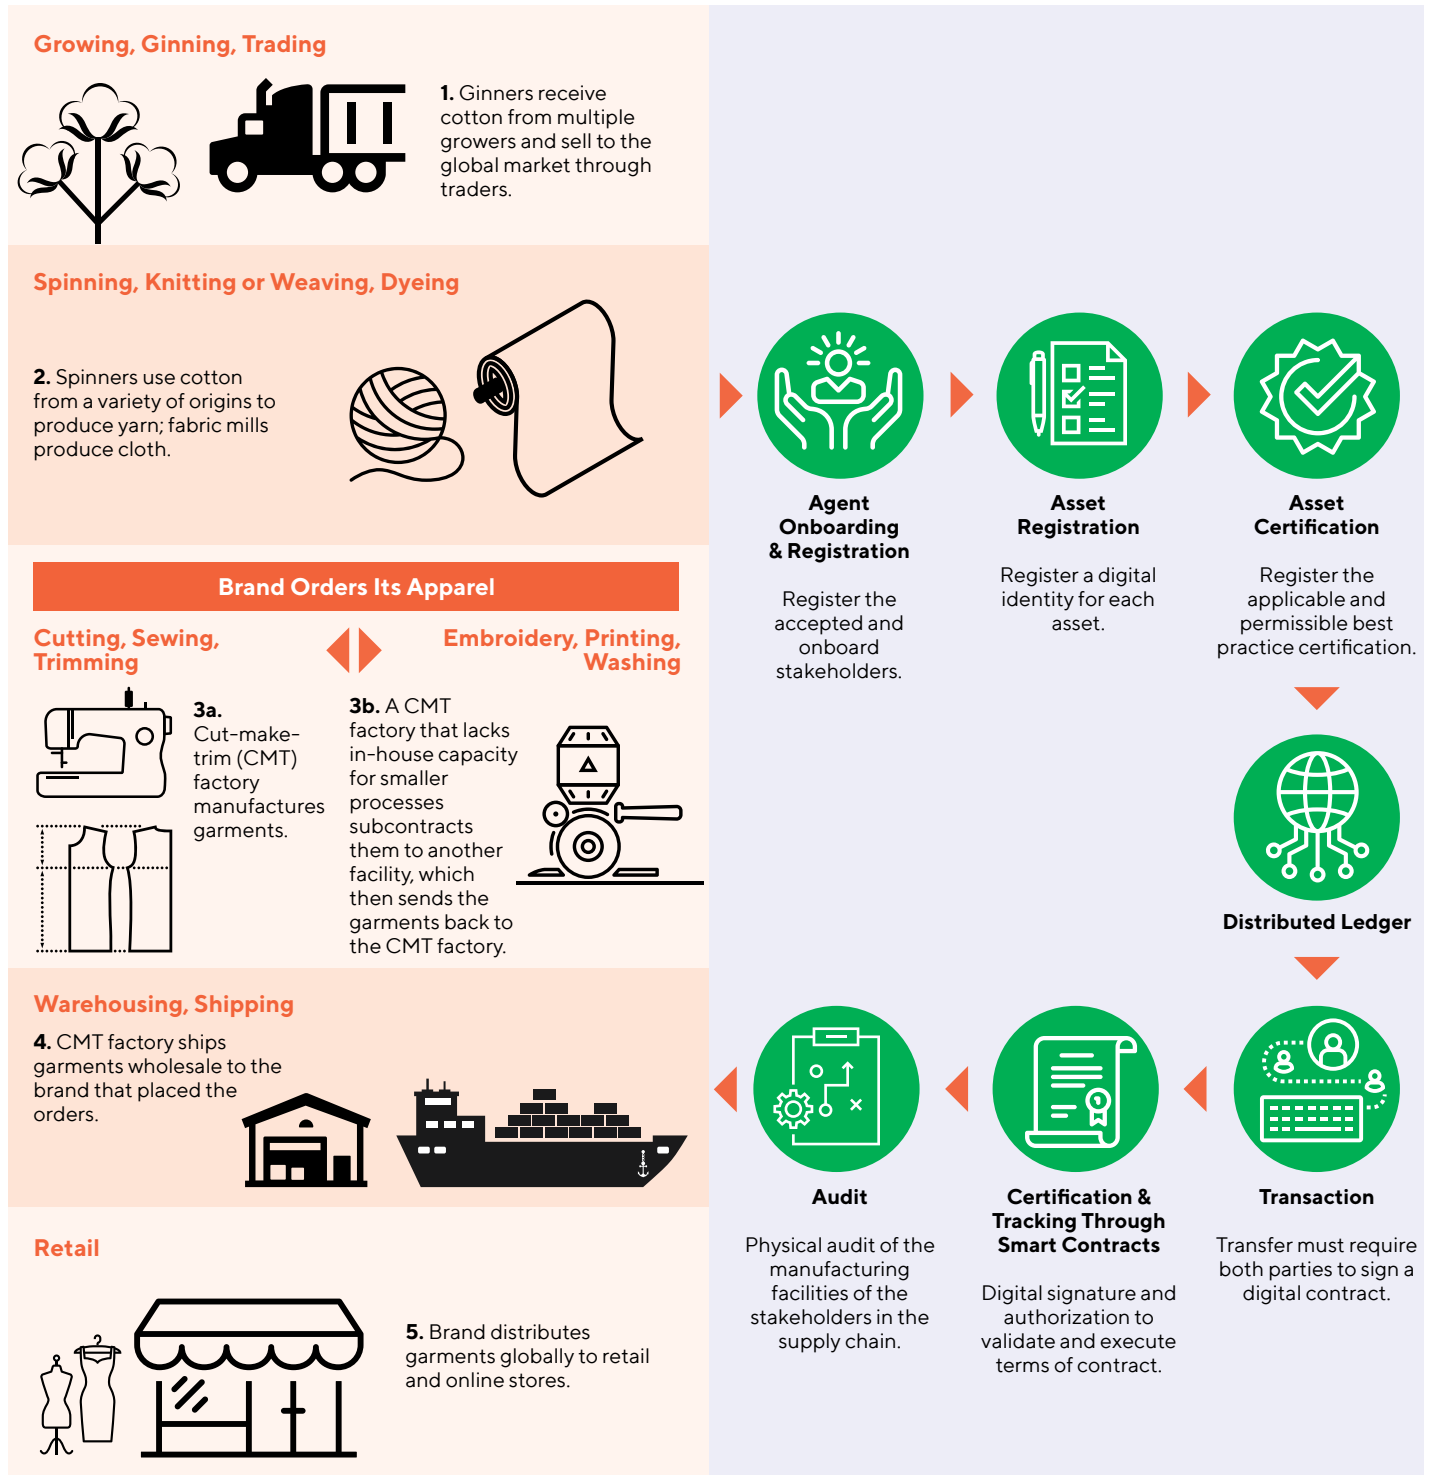 Growing, Ginning, Trading
1. Ginners receive
cotton from multiple
growers and sell to the
global market through
traders.
Spinning, Knitting or Weaving, Dyeing
2. Spinners use cotton
from a variety of origins to
produce yarn; fabric mills
produce cloth.
Brand Orders Its Apparel
Cutting, Sewing,
Trimming
3a.
Cut-make-
trim (CMT)
factory
manufactures
garments.
Embroidery, Printing,
Washing
3b. A CMT
factory that lacks
in-house capacity
for smaller
processes
subcontracts
them to another
facility, which
then sends the
garments back to
the CMT factory.
Warehousing, Shipping
4. CMT factory ships
garments wholesale to the
brand that placed the
orders.
Retail
5. Brand distributes
garments globally to retail
and online stores.
Agent
Onboarding
& Registration
Register the
accepted and
onboard
stakeholders.
Asset
Registration
Register a digital
identity for each
asset.
Asset
Certification
Register the
applicable and
permissible best
practice certification.
Distributed Ledger
Transaction
Transfer must require
both parties to sign a
digital contract.
Certification &
Tracking Through
Smart Contracts
Digital signature and
authorization to
validate and execute
terms of contract.
Audit
Physical audit of the
manufacturing
facilities of the
stakeholders in the
supply chain.